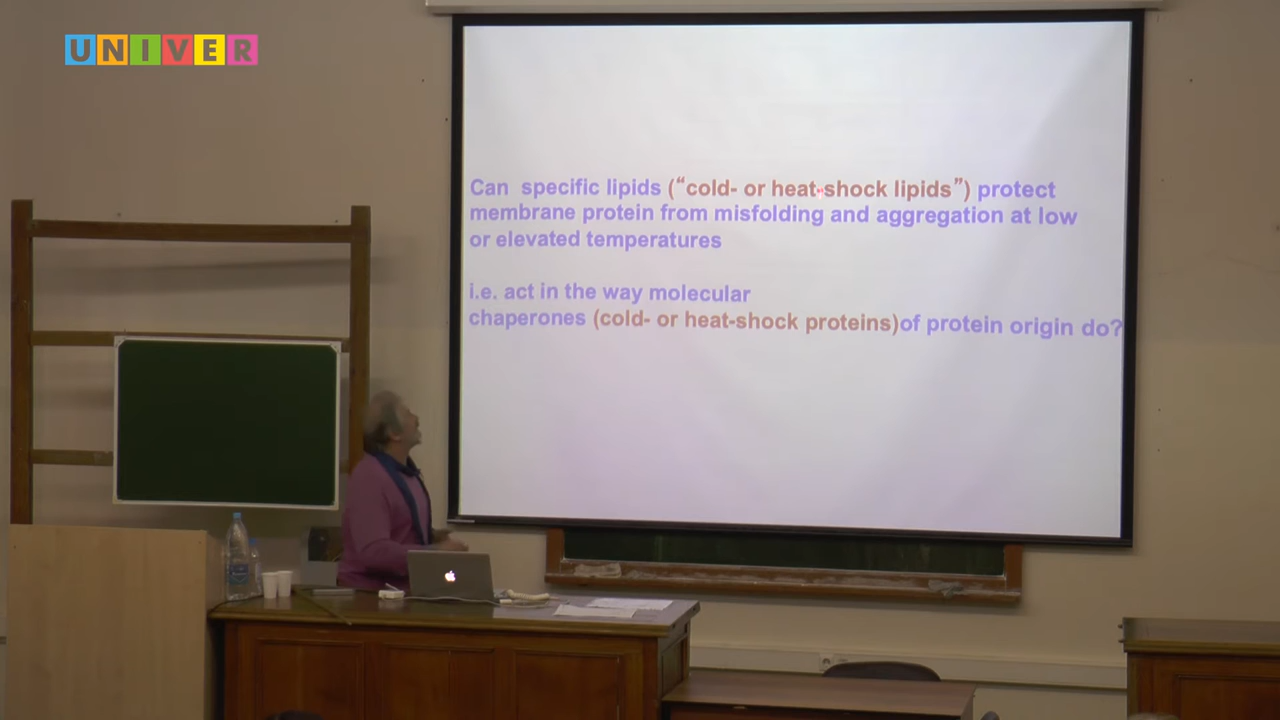 UNIVER
Can specific lipids (“cold- or heat-shock lipids”) protect
membrane protein from misfolding and aggregation at low
or elevated temperatures
i.e. act in the way molecular
chaperones (cold- or heat-shock proteins)of protein origin do?